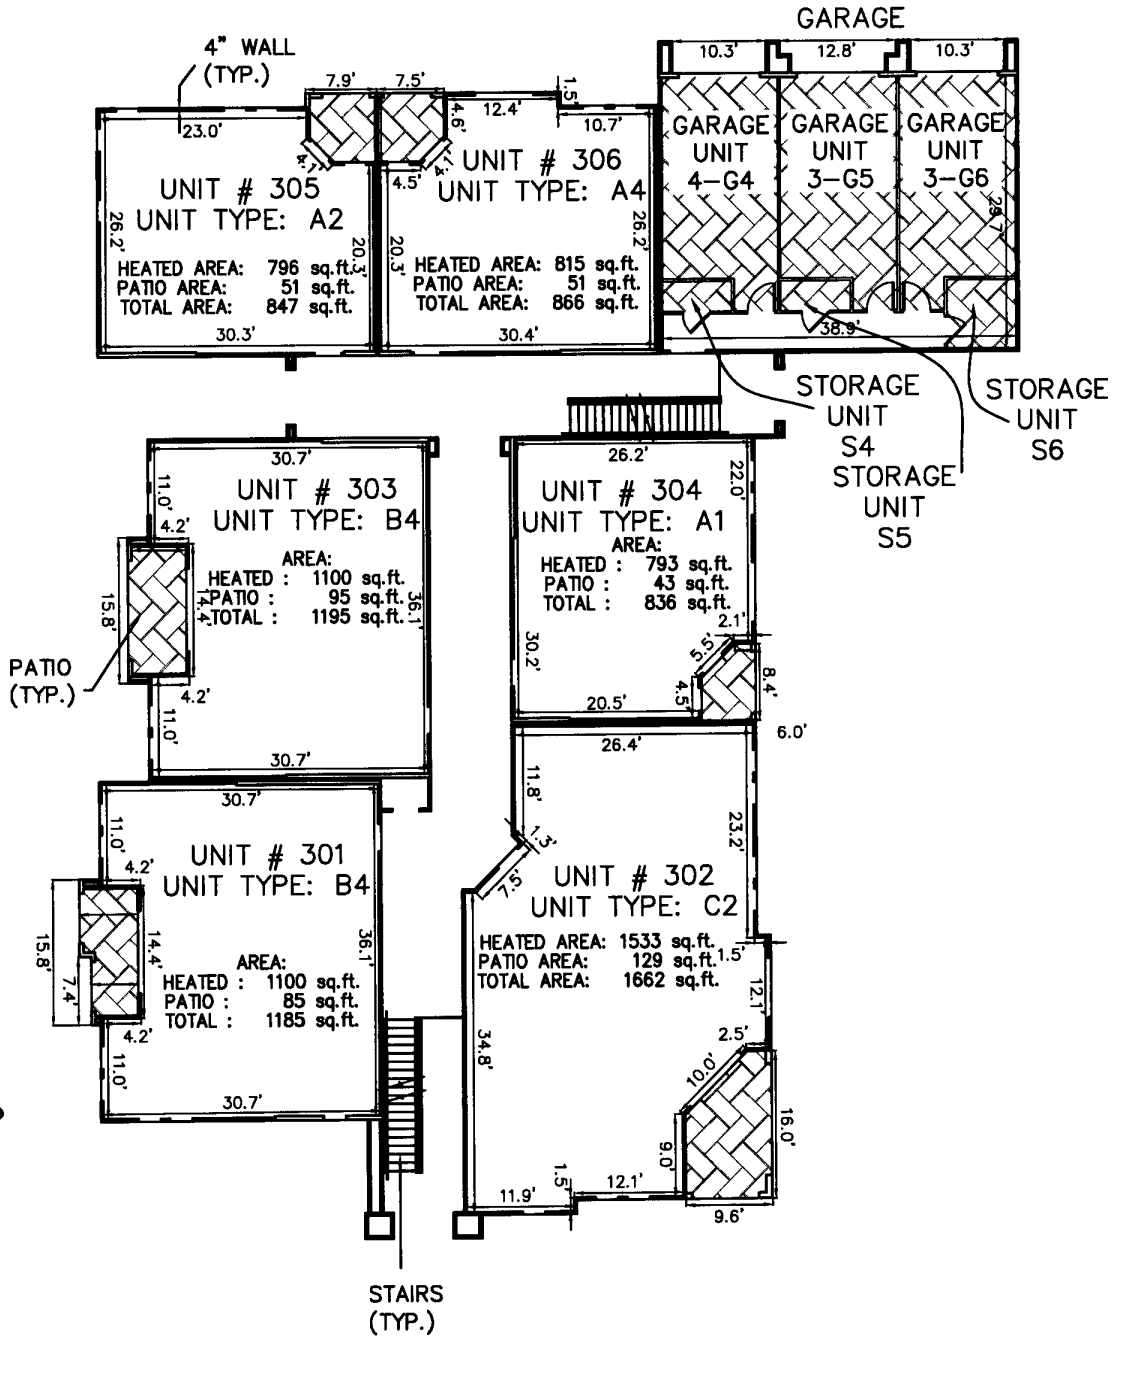 GARAGE
10.3'
12.8'
10.3'
4" WALL
(TYP.)
7.9'
7.5'
1.5'
23.0'
12.4'
4.6'
10.7'
4.1'
4.5'
UNIT # 305
UNIT TYPE: A2
26.2'
20.3'
HEATED AREA: 796 sq.ft.
PATIO AREA: 51 sq.ft.
TOTAL AREA: 847 sq.ft.
30.3'
UNIT # 306
UNIT TYPE: A4
20.3'
26.2'
HEATED AREA: 815 sq.ft.
PATIO AREA: 51 sq.ft.
TOTAL AREA: 866 sq.ft.
30.4'
GARAGE
UNIT
4-G4
GARAGE
UNIT
3-G5
GARAGE
UNIT
3-G6
29.7'
38.9'
STORAGE
UNIT
S4
STORAGE
UNIT
S6
STORAGE
UNIT
S5
30.7'
11.0'
UNIT # 303
UNIT TYPE: B4
4.2'
AREA:
HEATED : 1100 sq.ft.
PATIO : 95 sq.ft.
TOTAL : 1195 sq.ft.
15.8'
14.4'
36.1'
PATIO
(TYP.)
4.2'
11.0'
30.7'
26.2'
22.0'
UNIT # 304
UNIT TYPE: A1
AREA:
HEATED : 793 sq.ft.
PATIO : 43 sq.ft.
TOTAL : 836 sq.ft.
2.1'
5.5'
30.2'
8.4'
4.5'
20.5'
6.0'
30.7'
11.0'
UNIT # 301
UNIT TYPE: B4
4.2'
15.8'
14.4'
7.4'
36.1'
AREA:
HEATED : 1100 sq.ft.
PATIO : 85 sq.ft.
TOTAL : 1185 sq.ft.
4.2'
11.0'
30.7'
26.4'
11.8'
23.2'
1.3'
7.5'
UNIT # 302
UNIT TYPE: C2
HEATED AREA: 1533 sq.ft.
PATIO AREA: 129 sq.ft.
TOTAL AREA: 1662 sq.ft.
1.5'
12.1'
34.8'
2.5'
10.0'
16.0'
9.0'
1.5'
12.1'
11.9'
9.6'
STAIRS
(TYP.)